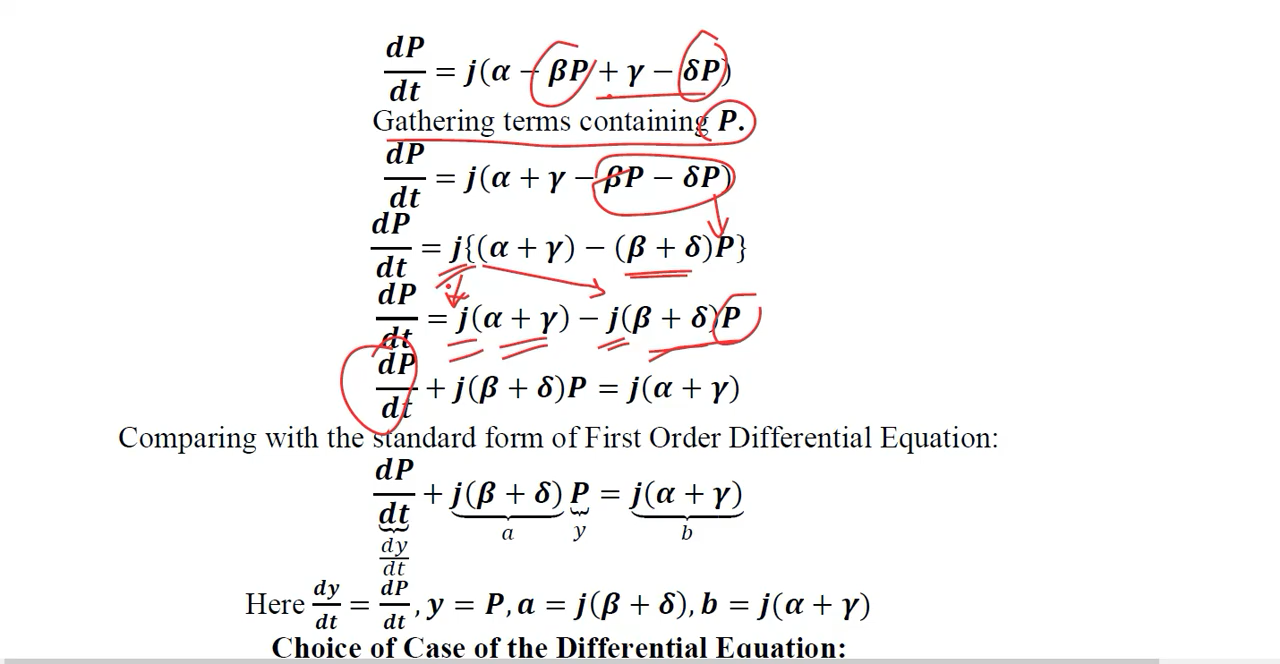 dP/dt = j(α − βP + γ − δP)
Gathering terms containing P.
dP/dt = j(α + γ − βP − δP)
dP/dt = j{(α + γ) − (β + δ)P}
dP/dt = j(α + γ) − j(β + δ)P
dP/dt + j(β + δ)P = j(α + γ)
Comparing with the standard form of First Order Differential Equation:
dP/dt + j(β + δ) P = j(α + γ)
dy/dt a y b
Here dy/dt = dP/dt, y = P, a = j(β + δ), b = j(α + γ)
Choice of Case of the Differential Equation: